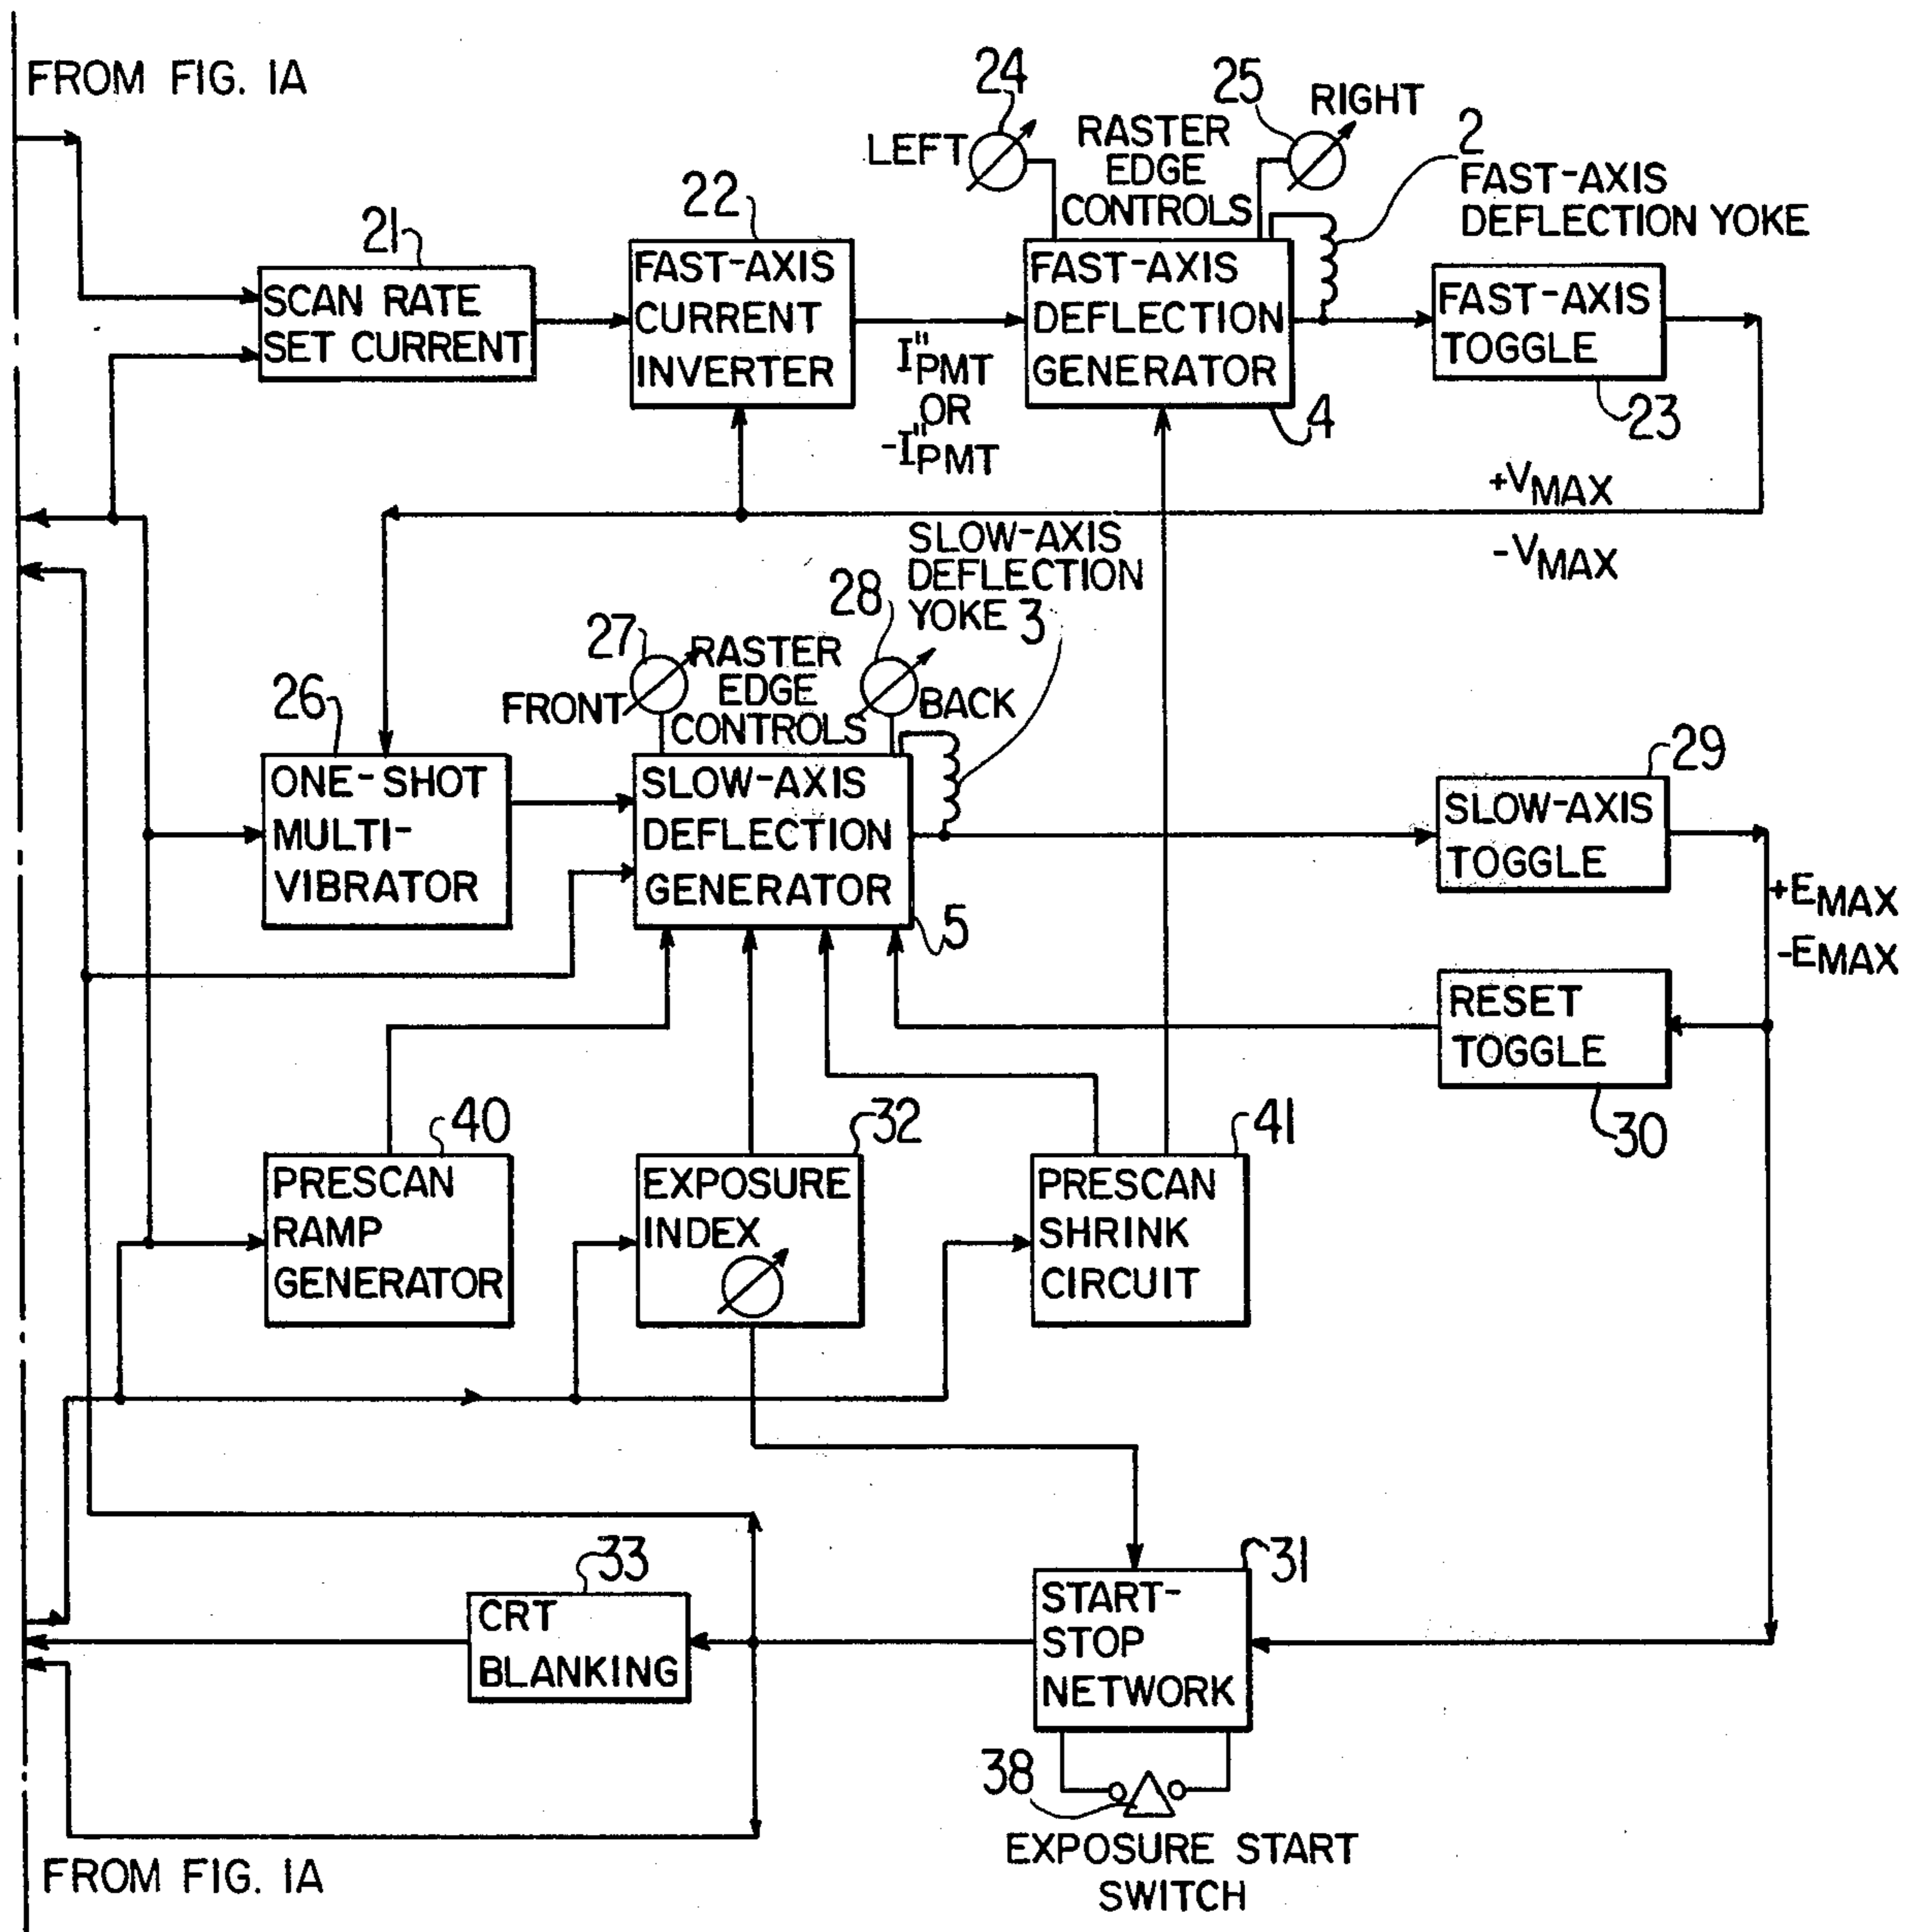 FROM FIG. 1A
24
25
RIGHT
LEFT
RASTER
EDGE
CONTROLS
2
FAST-AXIS
DEFLECTION YOKE
21
SCAN RATE
SET CURRENT
22
FAST-AXIS
CURRENT
INVERTER
I"PMT
OR
-I"PMT
FAST-AXIS
DEFLECTION
GENERATOR
4
FAST-AXIS
TOGGLE
23
+VMAX
-VMAX
SLOW-AXIS
DEFLECTION
YOKE 3
27
28
FRONT
RASTER
EDGE
CONTROLS
BACK
26
ONE-SHOT
MULTI-
VIBRATOR
SLOW-AXIS
DEFLECTION
GENERATOR
5
29
SLOW-AXIS
TOGGLE
+EMAX
-EMAX
RESET
TOGGLE
30
40
PRESCAN
RAMP
GENERATOR
32
EXPOSURE
INDEX
41
PRESCAN
SHRINK
CIRCUIT
33
CRT
BLANKING
31
START-
STOP
NETWORK
38
EXPOSURE START
SWITCH
FROM FIG. 1A